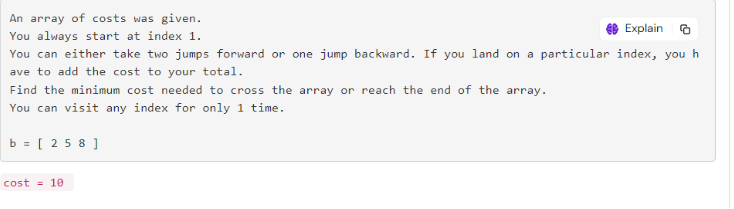 An array of costs was given.
Explain
You always start at index 1.
You can either take two jumps forward or one jump backward. If you land on a particular index, you h
ave to add the cost to your total.
Find the minimum cost needed to cross the array or reach the end of the array.
You can visit any index for only 1 time.
b = [ 2 5 8 ]
cost = 10